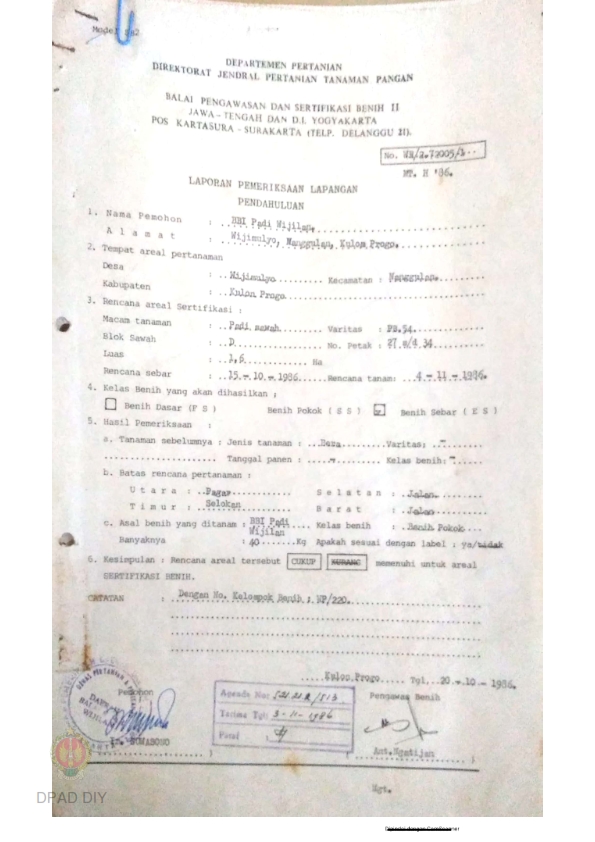 DEPARTEMEN PERTANIAN
DIREKTORAT JENDRAL PERTANIAN TANAMAN PANGAN
BALAI PENGAWASAN DAN SERTIFIKASI BENIH II
JAWA - TENGAH DAN D.I. YOGYAKARTA
POS KARTASURA - SURAKARTA (TELP. DELANGGU 21).
No.
MT. H '86.
LAPORAN PEMERIKSAAN LAPANGAN
PENDAHULUAN
1. Nama Pemohon : BBI Padi Wijilan,
A l a m a t : Wijimulyo, Nanggulan, Kulon Progo.
2. Tempat areal pertanaman
Desa : Wijimulyo Kecamatan : Nanggulan.
Kabupaten : Kulon Progo
3. Rencana areal Sertifikasi :
Macam tanaman : Padi sawah Varitas : PB.54.
Blok Sawah : D No. Petak : 27 s/d 34
Luas : 1,6 Ha
Rencana sebar : 15 - 10 - 1986 Rencana tanam: 4 - 11 - 1986.
4. Kelas Benih yang akan dihasilkan ;
Benih Dasar (F S ) Benih Pokok ( S S ) Benih Sebar ( E S )
5. Hasil Pemeriksaan :
a. Tanaman sebelumnya : Jenis tanaman : Desa Varitas: -
Tanggal panen : Kelas benih:
b. Batas rencana pertanaman :
U t a r a : Pagar S e l a t a n : Jalan.
T i m u r : Selokan B a r a t : Jalan
c. Asal benih yang ditanam : BBI Padi Wijilan Kelas benih : Benih Pokok
Banyaknya : 40 Kg Apakah sesuai dengan label : ya/tidak
6. Kesimpulan : Rencana areal tersebut CUKUP KURANG memenuhi untuk areal
SERTIFIKASI BENIH.
CATATAN : Dengan No. Kelompok Benih : WP/220.
Kulon Progo Tgl. 20 - 10 - 1986.
Pemohon
Agenda No:
Pengawas Benih
Terima Tgl: 3-11-1986
Paraf
Ant.Ngatijan
DPAD DIY